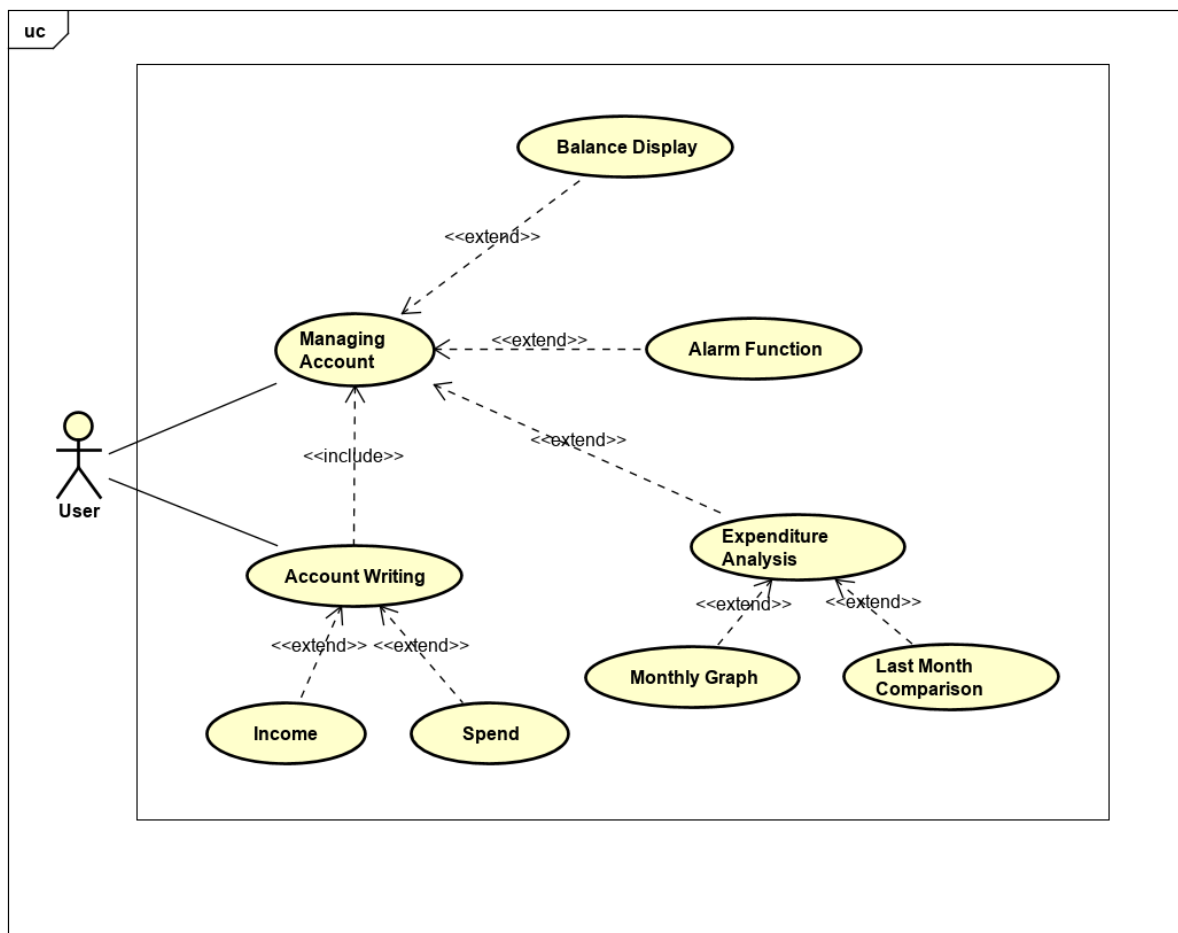 uc
Balance Display
<<extend>>
Managing
Account
<<extend>>
Alarm Function
<<extend>>
<<include>>
User
Expenditure
Analysis
Account Writing
<<extend>>
<<extend>>
<<extend>>
<<extend>>
Monthly Graph
Last Month
Comparison
Income
Spend